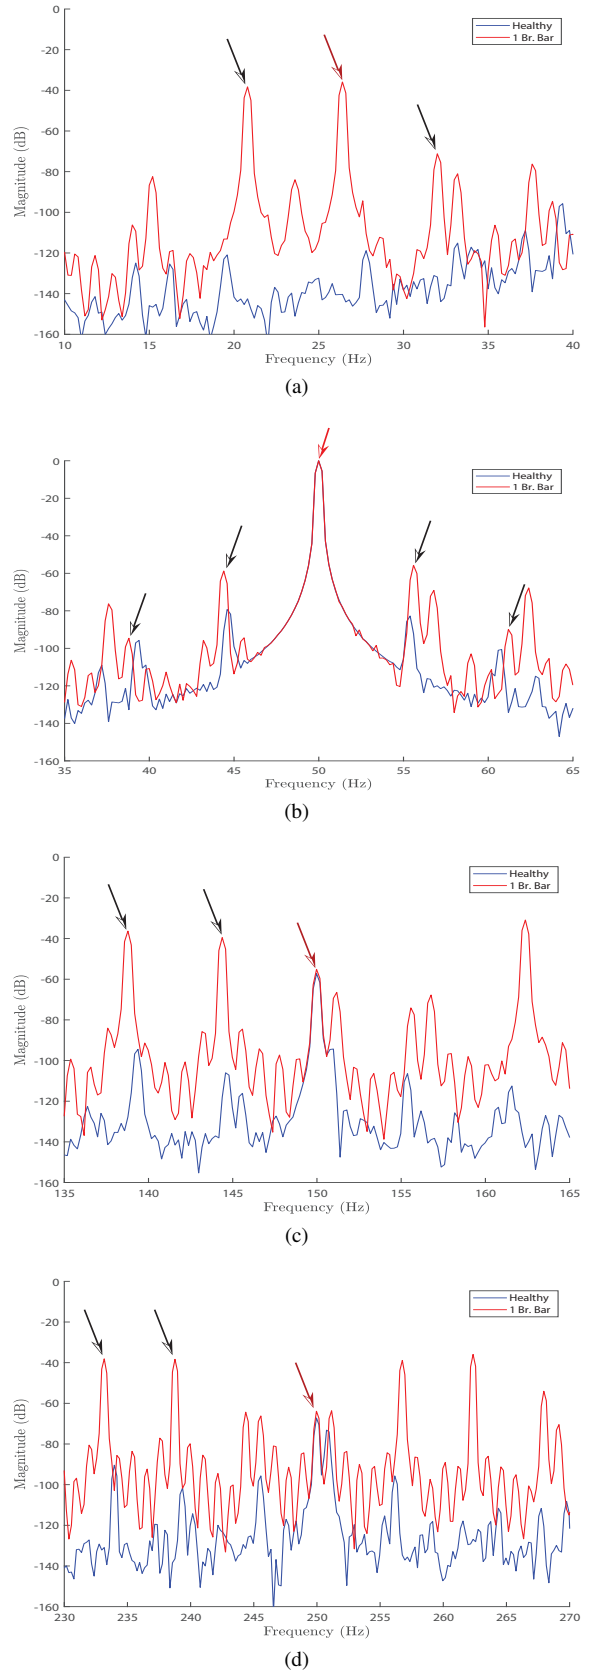 0
-20
-40
-60
-80
-100
-120
-140
-160
Magnitude (dB)
Healthy
1 Br. Bar
10 15 20 25 30 35 40
Frequency (Hz)
(a)
0
-20
-40
-60
-80
-100
-120
-140
-160
Magnitude (dB)
Healthy
1 Br. Bar
35 40 45 50 55 60 65
Frequency (Hz)
(b)
0
-20
-40
-60
-80
-100
-120
-140
-160
Magnitude (dB)
Healthy
1 Br. Bar
135 140 145 150 155 160 165
Frequency (Hz)
(c)
0
-20
-40
-60
-80
-100
-120
-140
-160
Magnitude (dB)
Healthy
1 Br. Bar
230 235 240 245 250 255 260 265 270
Frequency (Hz)
(d)